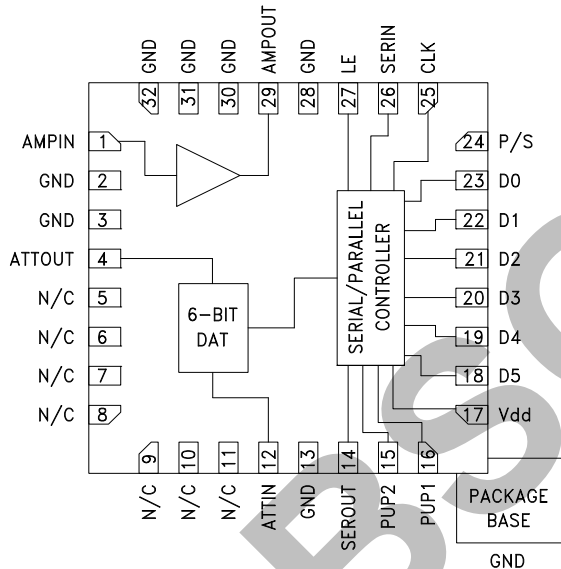 GND
GND
GND
AMPOUT
GND
LE
SERIN
CLK
32
31
30
29
28
27
26
25
AMPIN 1
GND 2
GND 3
ATTOUT 4
N/C 5
N/C 6
N/C 7
N/C 8
24 P/S
23 D0
22 D1
21 D2
20 D3
19 D4
18 D5
17 Vdd
6-BIT
DAT
SERIAL/PARALLEL
CONTROLLER
9
10
11
12
13
14
15
16
N/C
N/C
N/C
ATTIN
GND
SEROUT
PUP2
PUP1
PACKAGE
BASE
GND